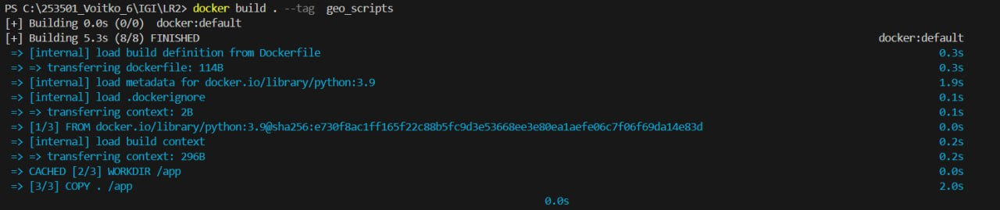 PS C:\253501_Voitko_6\IGI\LR2> docker build . --tag  geo_scripts
[+] Building 0.0s (0/0)  docker:default
[+] Building 5.3s (8/8) FINISHED docker:default
=> [internal] load build definition from Dockerfile 0.3s
=> => transferring dockerfile: 114B 0.3s
=> [internal] load metadata for docker.io/library/python:3.9 1.9s
=> [internal] load .dockerignore 0.1s
=> => transferring context: 2B 0.1s
=> [1/3] FROM docker.io/library/python:3.9@sha256:e730f8ac1ff165f22c88b5fc9d3e53668ee3e80ea1aefe06c7f06f69da14e83d 0.0s
=> [internal] load build context 0.2s
=> => transferring context: 296B 0.2s
=> CACHED [2/3] WORKDIR /app 0.0s
=> [3/3] COPY . /app 2.0s
0.0s